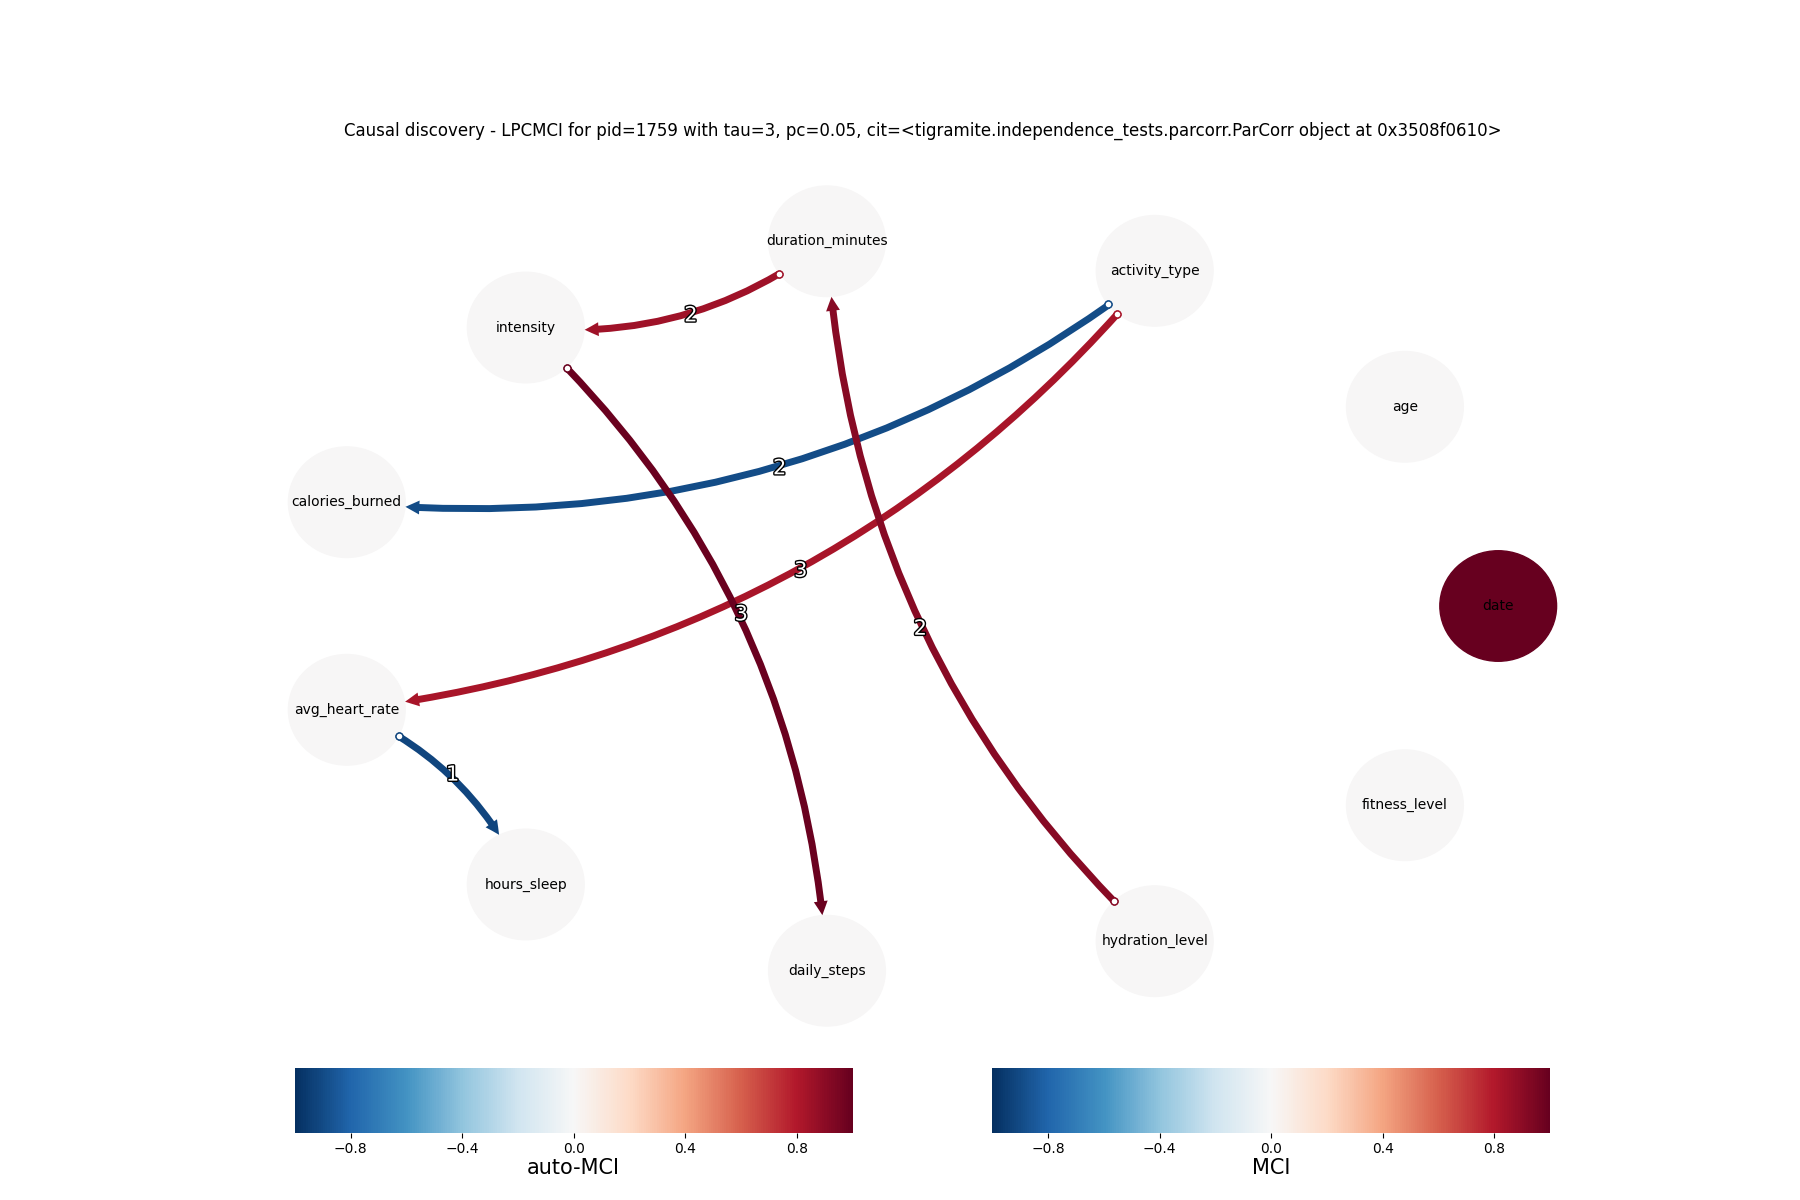 Causal discovery - LPCMCI for pid=1759 with tau=3, pc=0.05, cit=<tigramite.independence_tests.parcorr.ParCorr object at 0x3508f0610>
duration_minutes
activity_type
2
intensity
age
2
calories_burned
3
date
3
2
avg_heart_rate
1
fitness_level
hours_sleep
hydration_level
daily_steps
−0.8 −0.4 0.0 0.4 0.8
auto-MCI
−0.8 −0.4 0.0 0.4 0.8
MCI